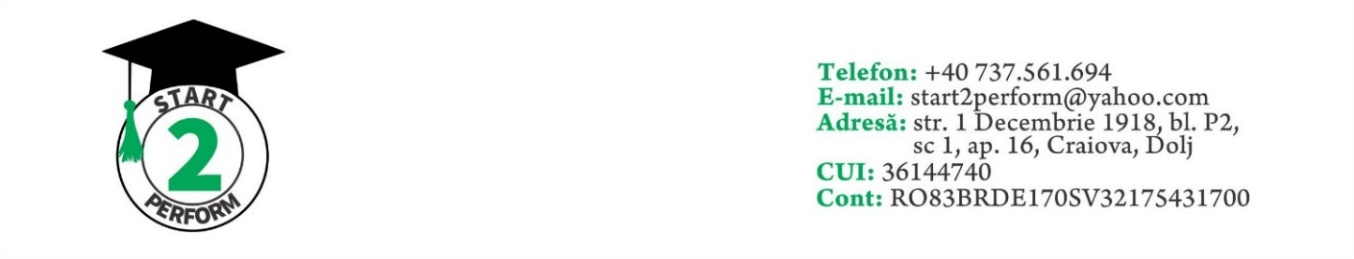 START
2
PERFORM
Telefon: +40 737.561.694
E-mail: start2perform@yahoo.com
Adresă: str. 1 Decembrie 1918, bl. P2,
sc 1, ap. 16, Craiova, Dolj
CUI: 36144740
Cont: RO83BRDE170SV32175431700